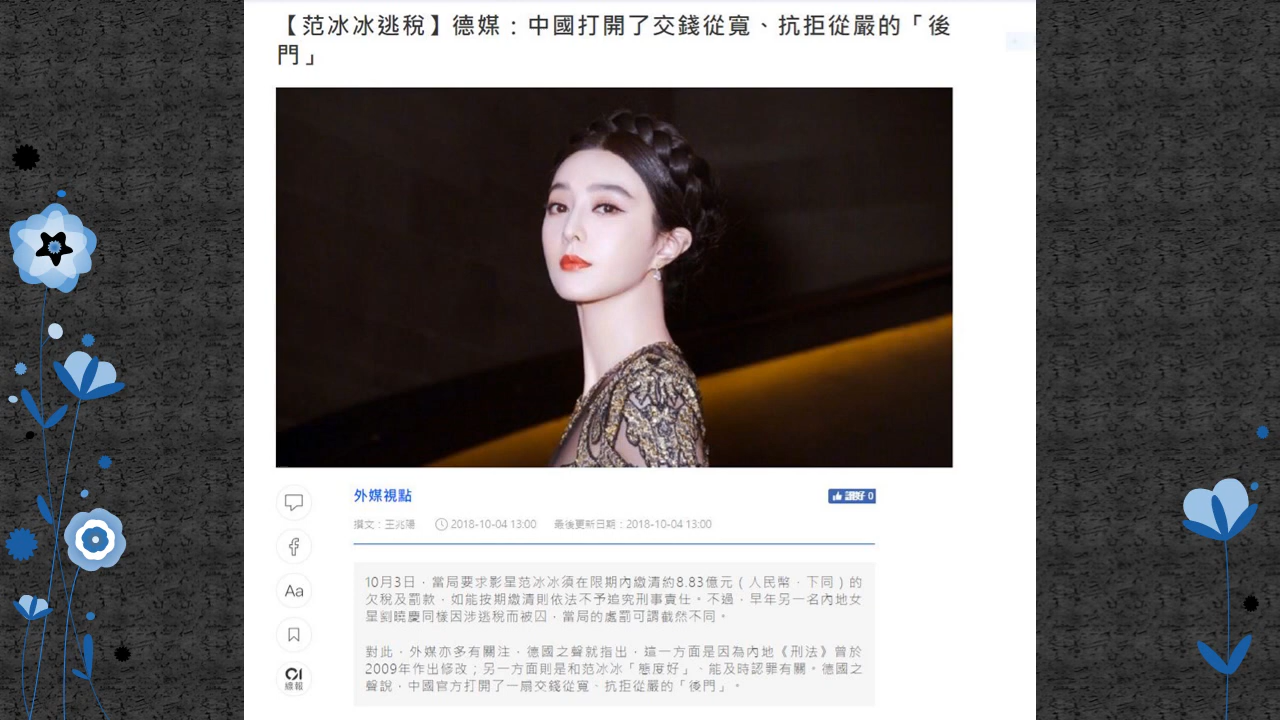 【范冰冰逃稅】德媒：中國打開了交錢從寬、抗拒從嚴的「後
門」
外媒視點
讚好 0
撰文：王兆陽
2018-10-04 13:00
最後更新日期：2018-10-04 13:00
Aa
線報
10月3日，當局要求影星范冰冰須在限期內繳清約8.83億元（人民幣，下同）的
欠稅及罰款，如能按期繳清則依法不予追究刑事責任。不過，早年另一名內地女
星劉曉慶同樣因涉逃稅而被囚，當局的處罰可謂截然不同。
對此，外媒亦多有關注，德國之聲就指出，這一方面是因為內地《刑法》曾於
2009年作出修改；另一方面則是和范冰冰「態度好」、能及時認罪有關。德國之
聲說，中國官方打開了一扇交錢從寬、抗拒從嚴的「後門」。